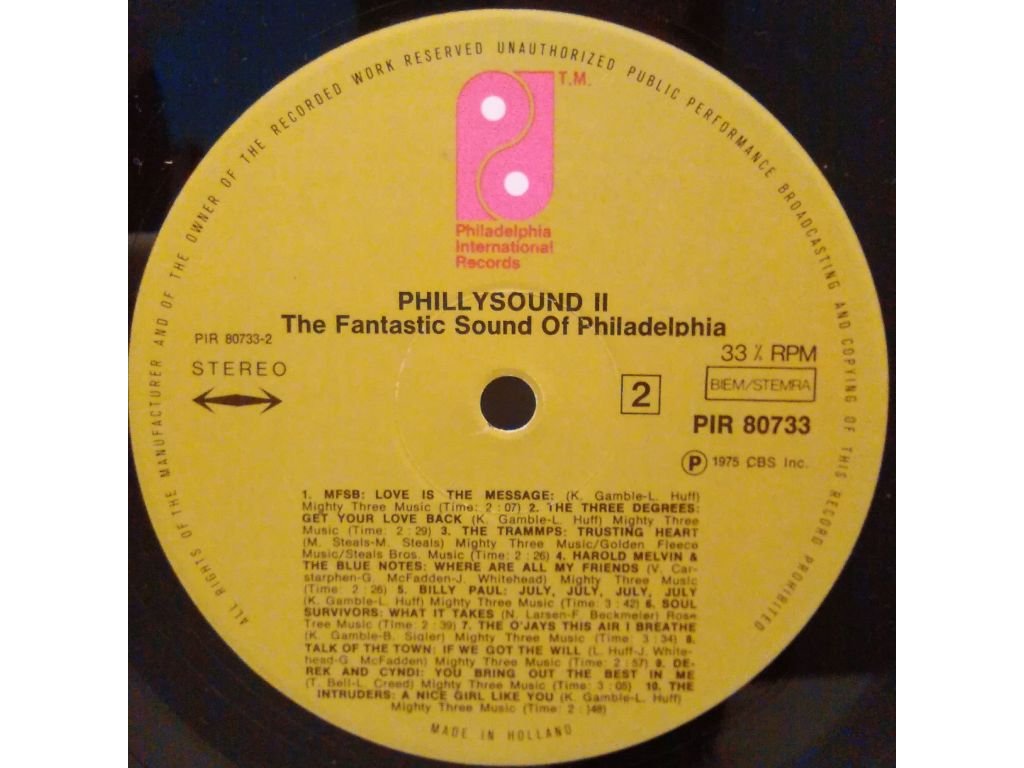 ALL RIGHTS OF THE MANUFACTURER AND OF THE OWNER OF THE RECORDED WORK RESERVED UNAUTHORIZED PUBLIC PERFORMANCE BROADCASTING AND COPYING OF THIS RECORD PROHIBITED
T.M.
Philadelphia
International
Records
PHILLYSOUND II
The Fantastic Sound Of Philadelphia
PIR 80733-2
STEREO
33 ⅓ RPM
2
BIEM/STEMRA
PIR 80733
Ⓟ 1975 CBS Inc.
1. MFSB: LOVE IS THE MESSAGE: (K. Gamble-L. Huff)
Mighty Three Music (Time: 2 : 07) 2. THE THREE DEGREES:
GET YOUR LOVE BACK (K. Gamble-L. Huff) Mighty Three
Music (Time: 2 : 29) 3. THE TRAMMPS: TRUSTING HEART
(M. Steals-M. Steals) Mighty Three Music/Golden Fleece
Music/Steals Bros. Music (Time: 2 : 26) 4. HAROLD MELVIN &
THE BLUE NOTES: WHERE ARE ALL MY FRIENDS (V. Car-
starphen-G. McFadden-J. Whitehead) Mighty Three Music
(Time: 2 : 26) 5. BILLY PAUL: JULY, JULY, JULY, JULY
(K. Gamble-L. Huff) Mighty Three Music (Time: 3 : 42) 6. SOUL
SURVIVORS: WHAT IT TAKES (N. Larsen-F. Beckmeier) Rose
Tree Music (Time: 2 : 39) 7. THE O'JAYS THIS AIR I BREATHE
(K. Gamble-B. Sigler) Mighty Three Music (Time: 3 : 34) 8.
TALK OF THE TOWN: IF WE GOT THE WILL (L. Huff-J. White-
head-G. McFadden) Mighty Three Music (Time: 2 : 57) 9. DE-
REK AND CYNDI: YOU BRING OUT THE BEST IN ME
(T. Bell-L. Creed) Mighty Three Music (Time: 3 : 05) 10. THE
INTRUDERS: A NICE GIRL LIKE YOU (K. Gamble-L. Huff)
Mighty Three Music (Time: 2 : 48)
MADE IN HOLLAND